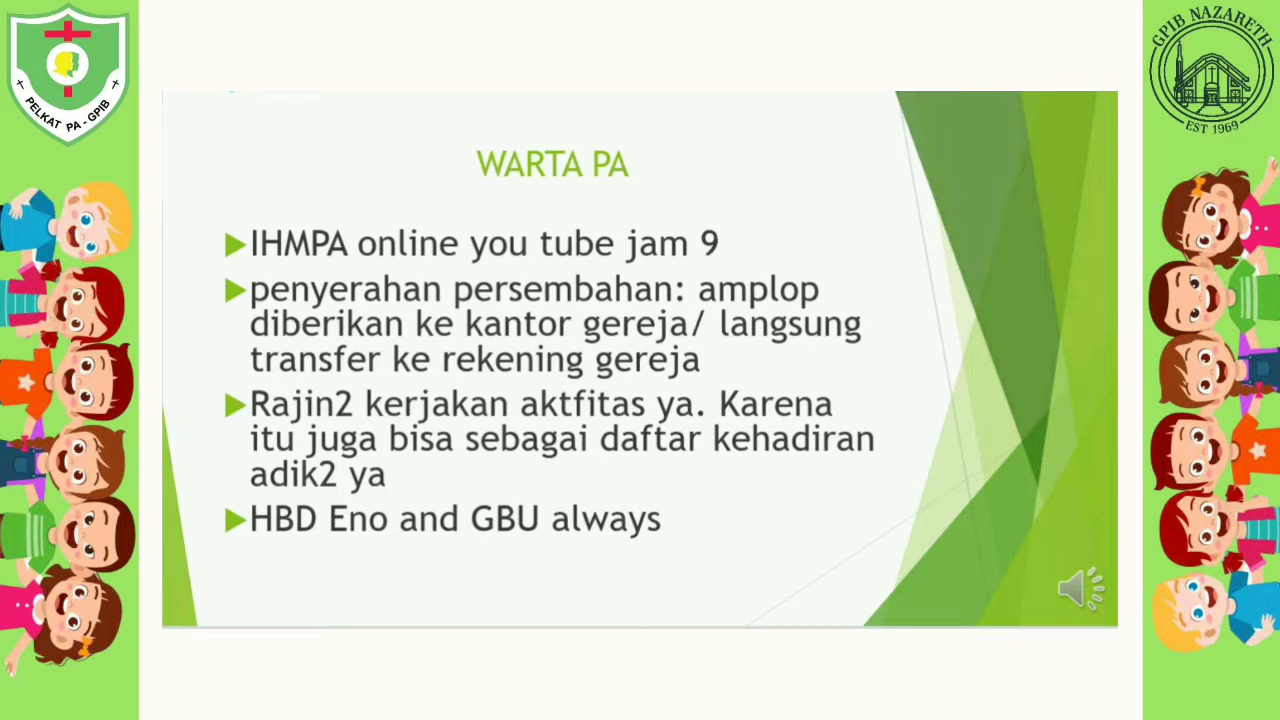 PELKAT PA - GPIB
GPIB NAZARETH
EST 1969
WARTA PA
IHMPA online you tube jam 9
penyerahan persembahan: amplop
diberikan ke kantor gereja/ langsung
transfer ke rekening gereja
Rajin2 kerjakan aktfitas ya. Karena
itu juga bisa sebagai daftar kehadiran
adik2 ya
HBD Eno and GBU always